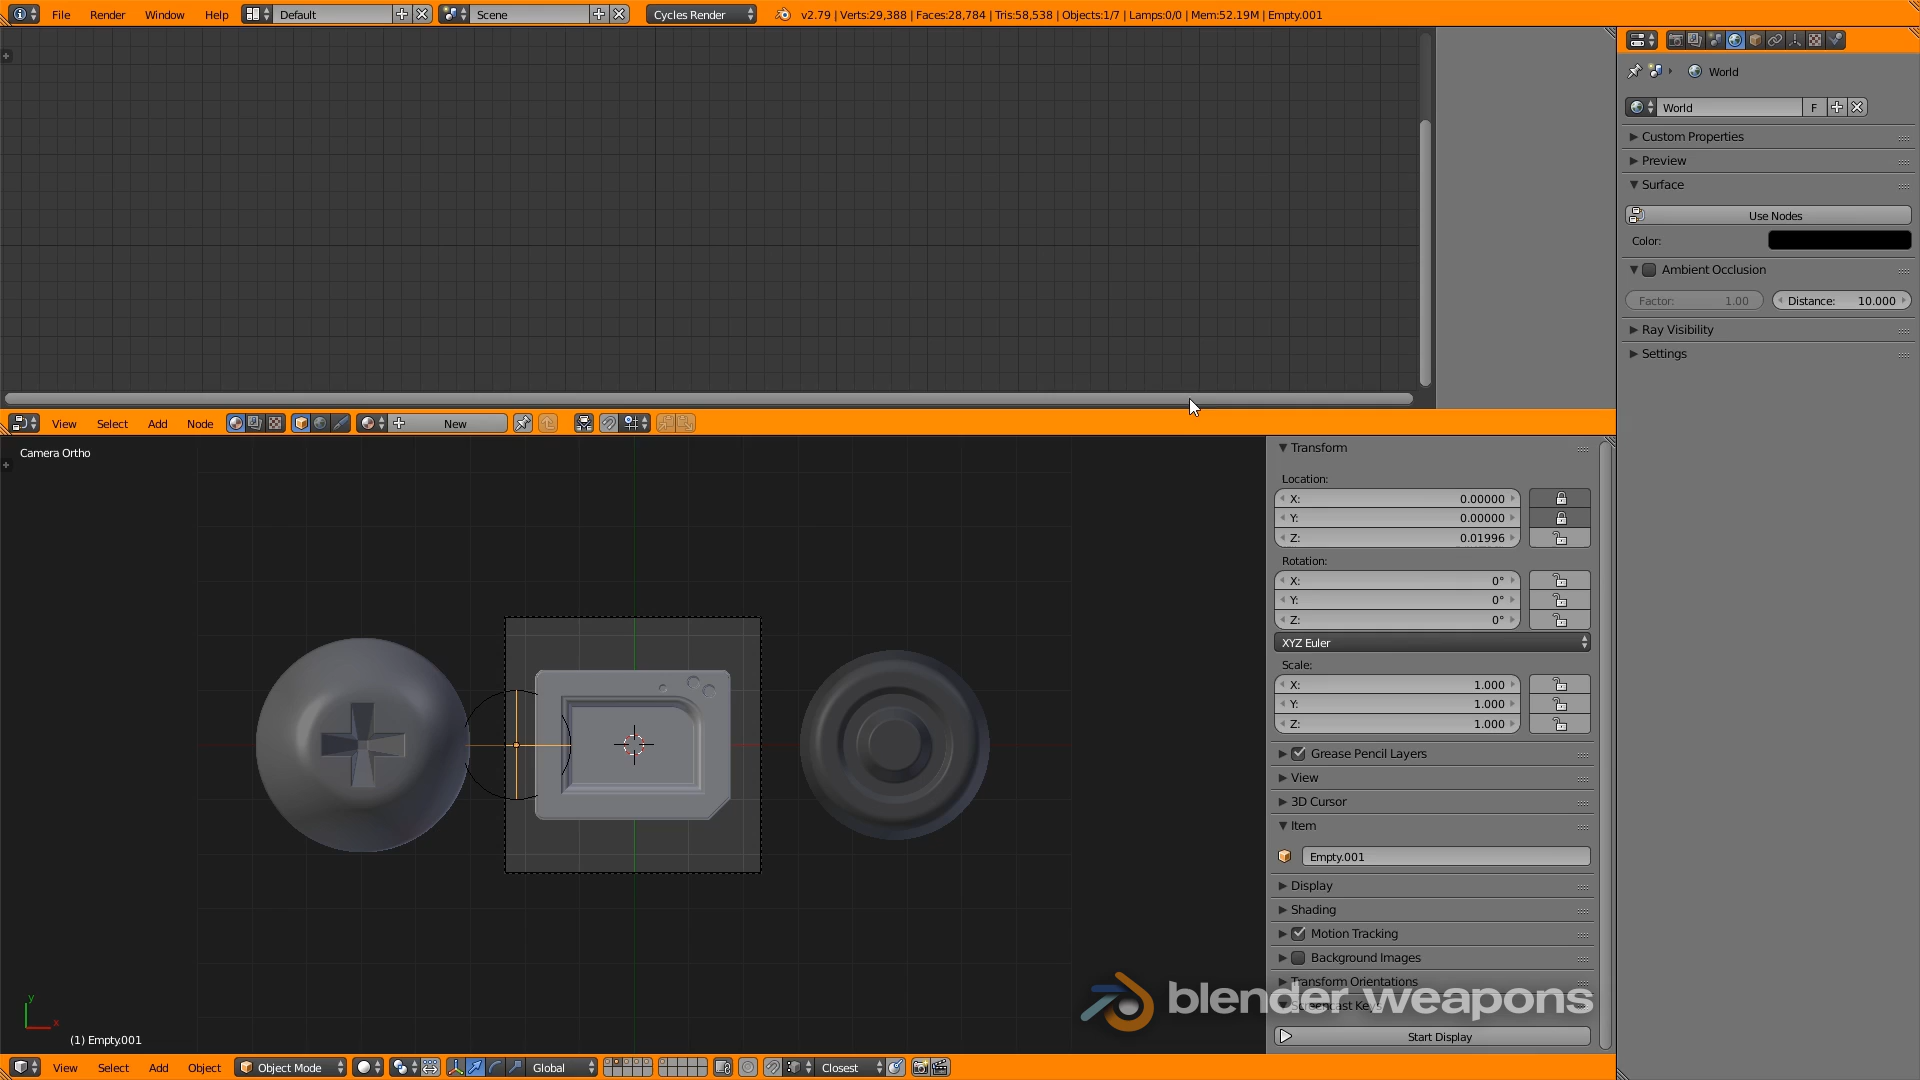 File Render Window Help Default Scene Cycles Render v2.79 | Verts:29,388 | Faces:28,784 | Tris:58,538 | Objects:1/7 | Lamps:0/0 | Mem:52.19M | Empty.001
World
World F
Custom Properties
Preview
Surface
Use Nodes
Color:
Ambient Occlusion
Factor: 1.00 Distance: 10.000
Ray Visibility
Settings
View Select Add Node New
Camera Ortho
Transform
Location:
X: 0.00000
Y: 0.00000
Z: 0.01996
Rotation:
X: 0°
Y: 0°
Z: 0°
XYZ Euler
Scale:
X: 1.000
Y: 1.000
Z: 1.000
Grease Pencil Layers
View
3D Cursor
Item
Empty.001
Display
Shading
Motion Tracking
Background Images
Transform Orientations
blender weapons
Screencast Keys
Start Display
y
x
(1) Empty.001
View Select Add Object Object Mode Global Closest